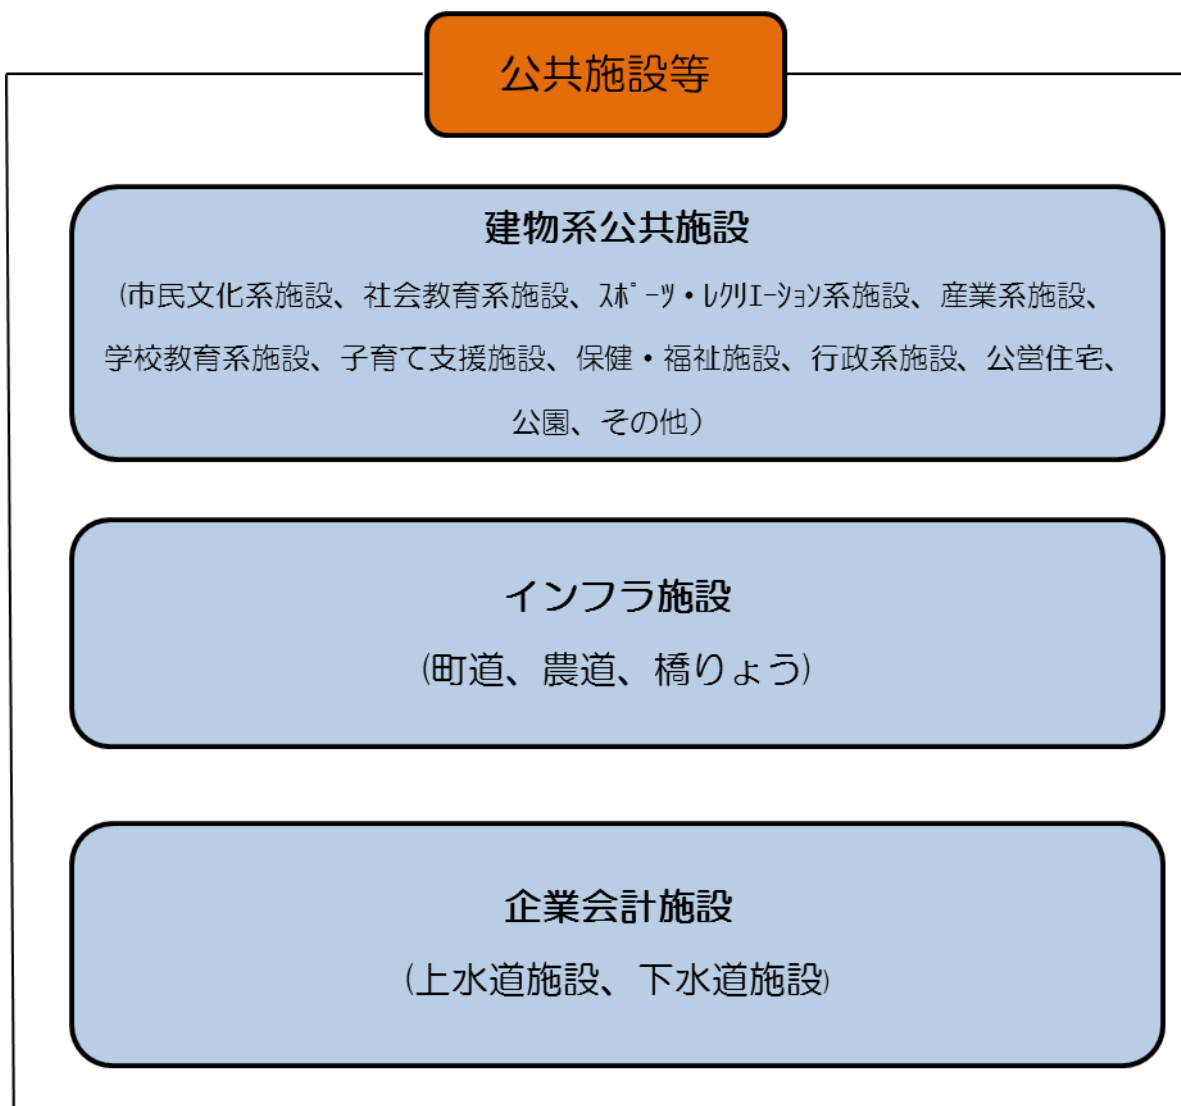 公共施設等
建物系公共施設
(市民文化系施設、社会教育系施設、ｽﾎﾟｰﾂ・ﾚｸﾘｴｰｼｮﾝ系施設、産業系施設、
学校教育系施設、子育て支援施設、保健・福祉施設、行政系施設、公営住宅、
公園、その他）
インフラ施設
(町道、農道、橋りょう)
企業会計施設
(上水道施設、下水道施設)